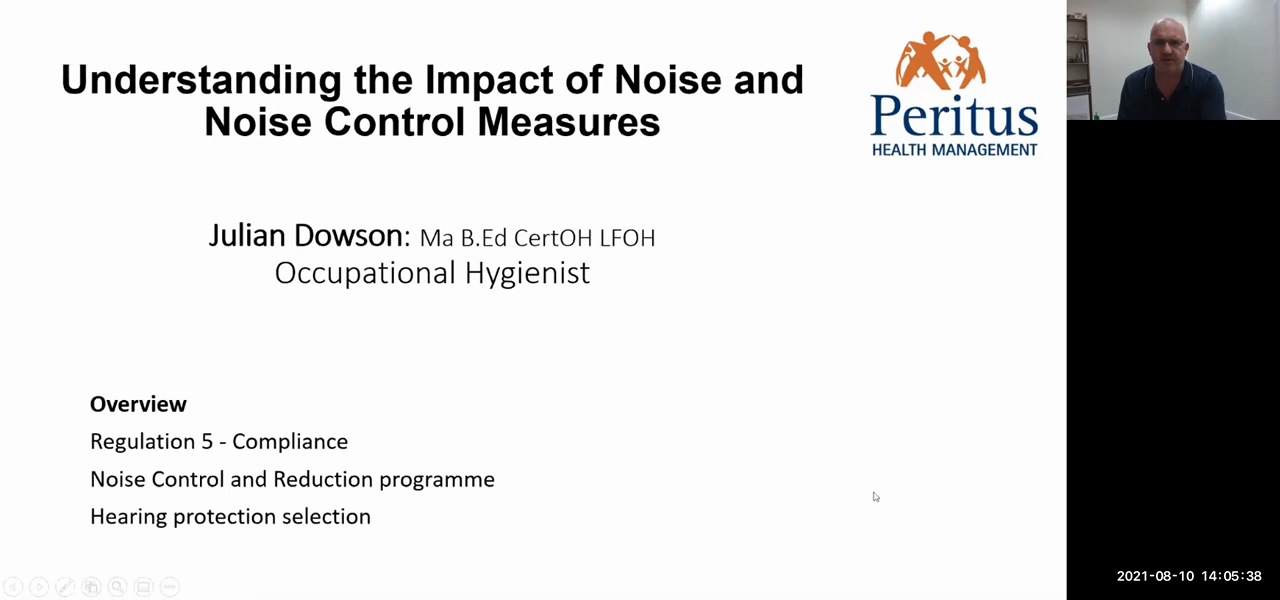 Understanding the Impact of Noise and
Noise Control Measures
Peritus
HEALTH MANAGEMENT
Julian Dowson: Ma B.Ed CertOH LFOH
Occupational Hygienist
Overview
Regulation 5 - Compliance
Noise Control and Reduction programme
Hearing protection selection
2021-08-10 14:05:38